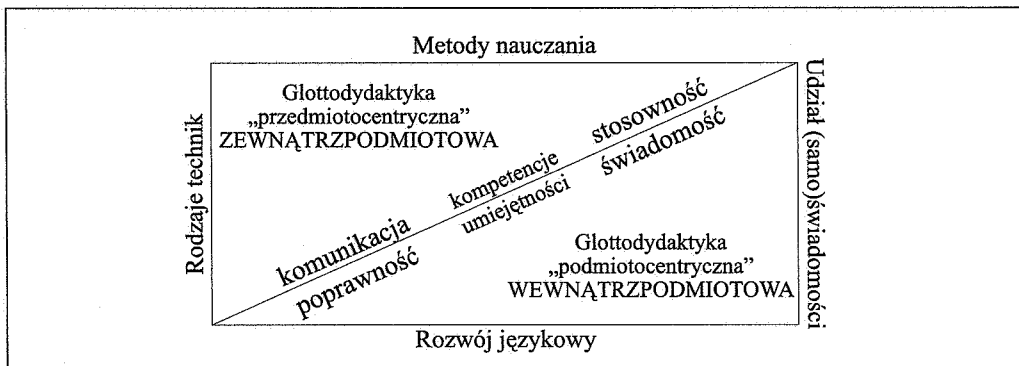 Metody nauczania
Glottodydaktyka
„przedmiotocentryczna”
ZEWNĄTRZPODMIOTOWA
Rodzaje technik
Udział (samo)świadomości
stosowność
świadomość
kompetencje
umiejętności
komunikacja
poprawność
Glottodydaktyka
„podmiotocentryczna”
WEWNĄTRZPODMIOTOWA
Rozwój językowy